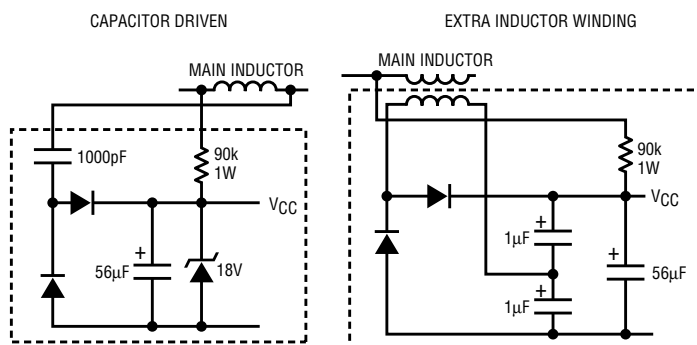 CAPACITOR DRIVEN
MAIN INDUCTOR
1000pF
90k
1W
VCC
+
56µF
18V
EXTRA INDUCTOR WINDING
MAIN INDUCTOR
90k
1W
VCC
+
1µF
+
1µF
+
56µF